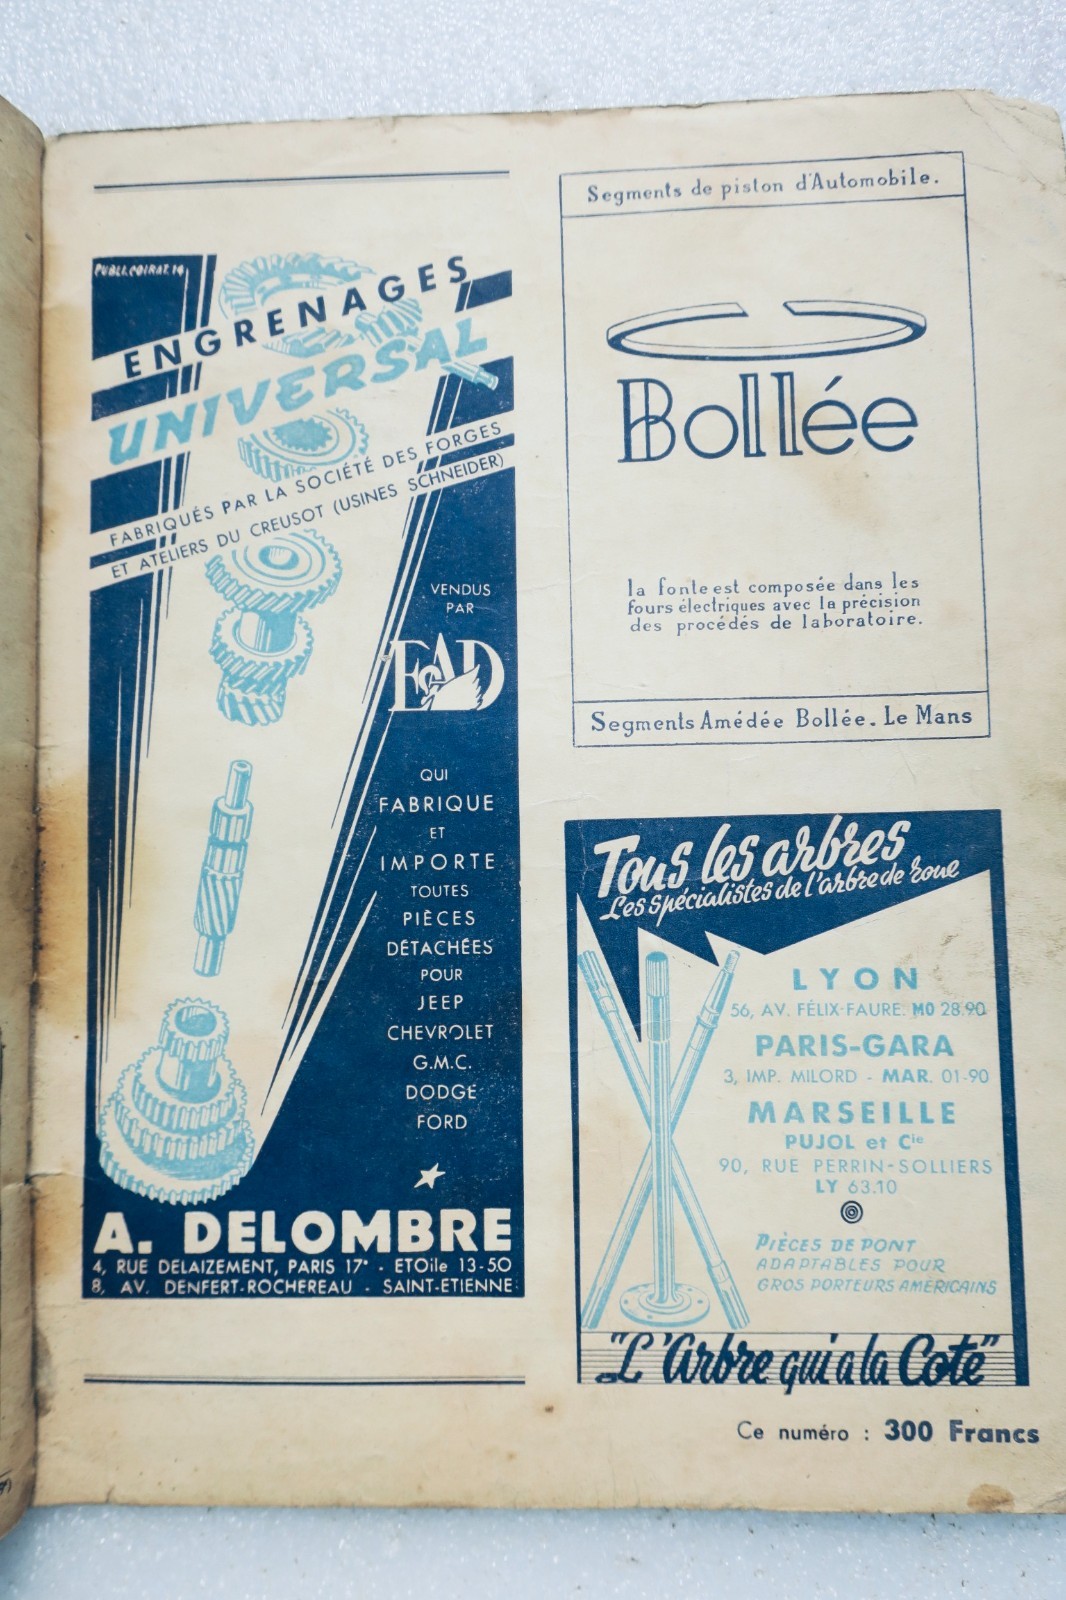 PUBLI.COIRAT.14
ENGRENAGES
UNIVERSAL
FABRIQUÉS PAR LA SOCIÉTÉ DES FORGES
ET ATELIERS DU CREUSOT (USINES SCHNEIDER)
VENDUS
PAR
QUI
FABRIQUE
ET
IMPORTE
TOUTES
PIÈCES
DÉTACHÉES
POUR
JEEP
CHEVROLET
G.M.C.
DODGE
FORD
A. DELOMBRE
4, RUE DELAIZEMENT, PARIS 17e - ETOile 13-50
8, AV. DENFERT-ROCHEREAU - SAINT-ETIENNE
Segments de piston d'Automobile.
Bollée
la fonte est composée dans les
fours électriques avec la précision
des procédés de laboratoire.
Segments Amédée Bollée. Le Mans
Tous les arbres
Les spécialistes de l'arbre de roue
LYON
56, AV. FÉLIX-FAURE. MO 28.90
PARIS-GARA
3, IMP. MILORD - MAR. 01-90
MARSEILLE
PUJOL et Cie
90, RUE PERRIN-SOLLIERS
LY 63.10
PIÈCES DE PONT
ADAPTABLES POUR
GROS PORTEURS AMÉRICAINS
"L'Arbre qui a la Cote"
Ce numéro : 300 Francs